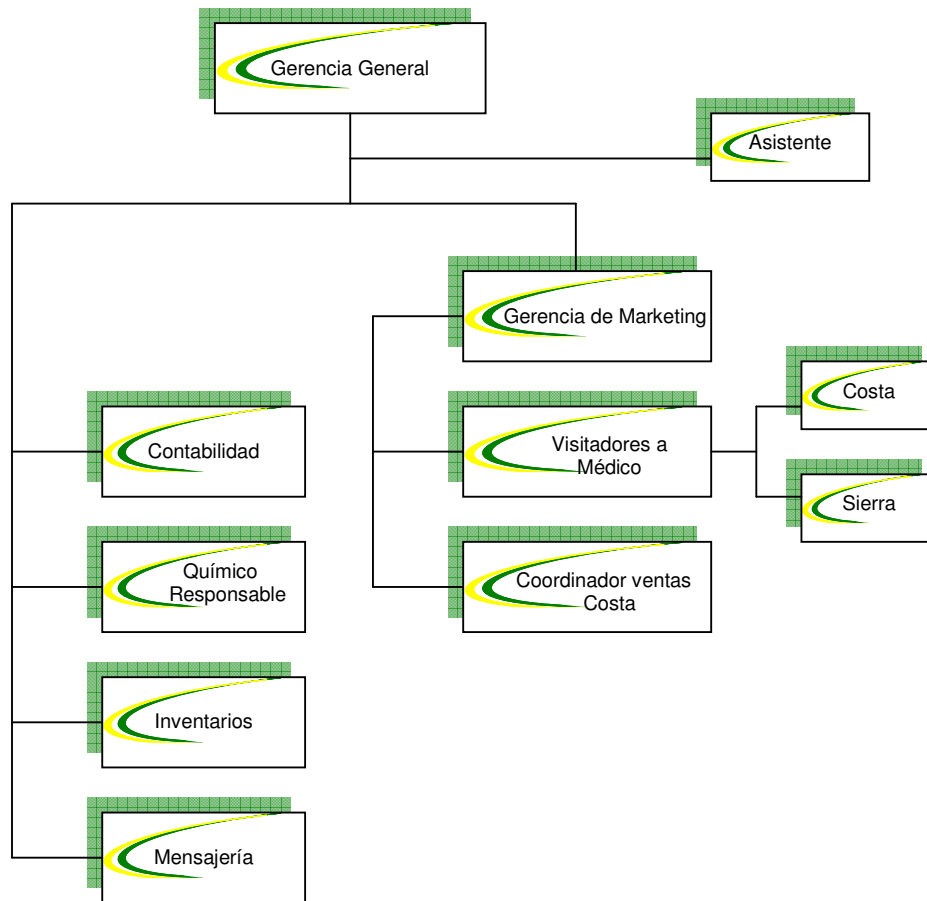 Gerencia General
Asistente
Gerencia de Marketing
Costa
Contabilidad
Visitadores a
Médico
Sierra
Químico
Responsable
Coordinador ventas
Costa
Inventarios
Mensajería